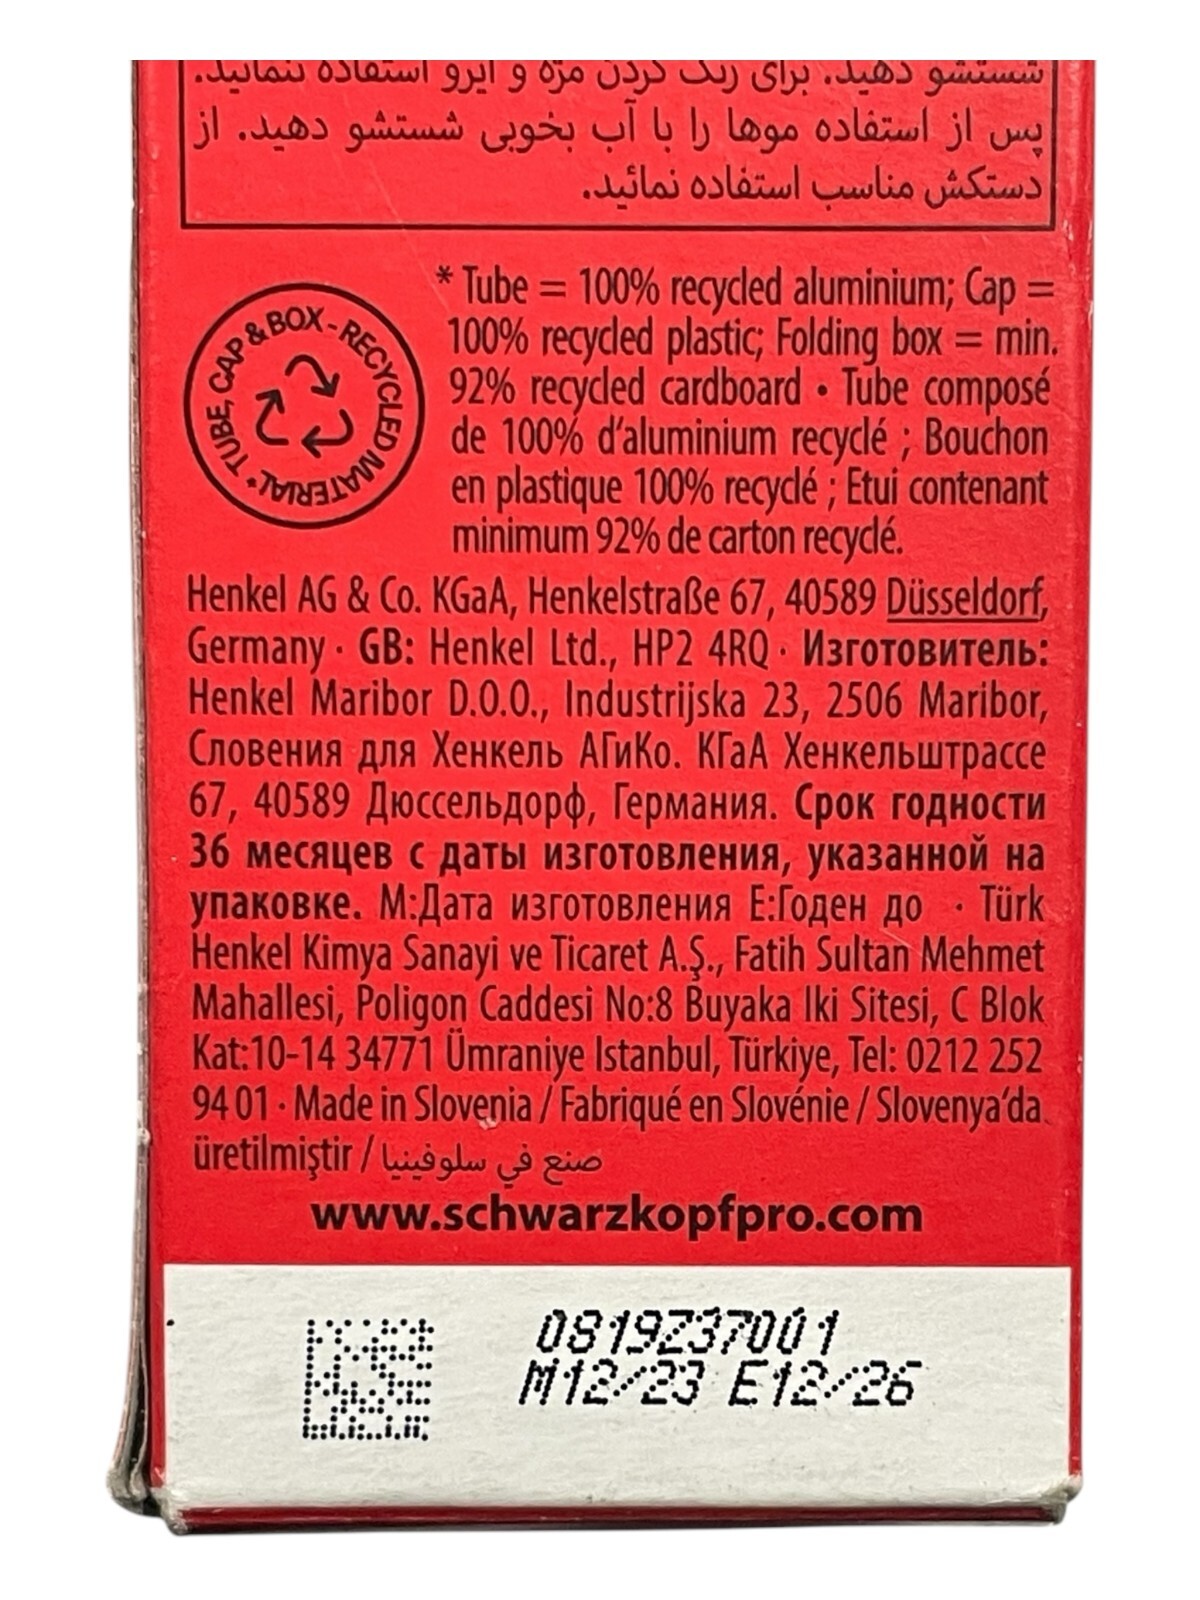 شستشو دهید. برای رنگ کردن مژه و ابرو استفاده ننمائید.
پس از استفاده موها را با آب بخوبی شستشو دهید. از
دستکش مناسب استفاده نمائید.
TUBE, CAP & BOX - RECYCLED MATERIAL*
* Tube = 100% recycled aluminium; Cap =
100% recycled plastic; Folding box = min.
92% recycled cardboard • Tube composé
de 100% d'aluminium recyclé ; Bouchon
en plastique 100% recyclé ; Etui contenant
minimum 92% de carton recyclé.
Henkel AG & Co. KGaA, Henkelstraße 67, 40589 Düsseldorf,
Germany · GB: Henkel Ltd., HP2 4RQ · Изготовитель:
Henkel Maribor D.O.O., Industrijska 23, 2506 Maribor,
Словения для Хенкель АГиКо. КГаА Хенкельштрассе
67, 40589 Дюссельдорф, Германия. Срок годности
36 месяцев с даты изготовления, указанной на
упаковке. М:Дата изготовления Е:Годен до · Türk
Henkel Kimya Sanayi ve Ticaret A.Ş., Fatih Sultan Mehmet
Mahallesi, Poligon Caddesi No:8 Buyaka Iki Sitesi, C Blok
Kat:10-14 34771 Ümraniye Istanbul, Türkiye, Tel: 0212 252
94 01 · Made in Slovenia / Fabriqué en Slovénie / Slovenya'da
üretilmiştir / صنع في سلوفينيا
www.schwarzkopfpro.com
0819Z37001
M12/23 E12/26